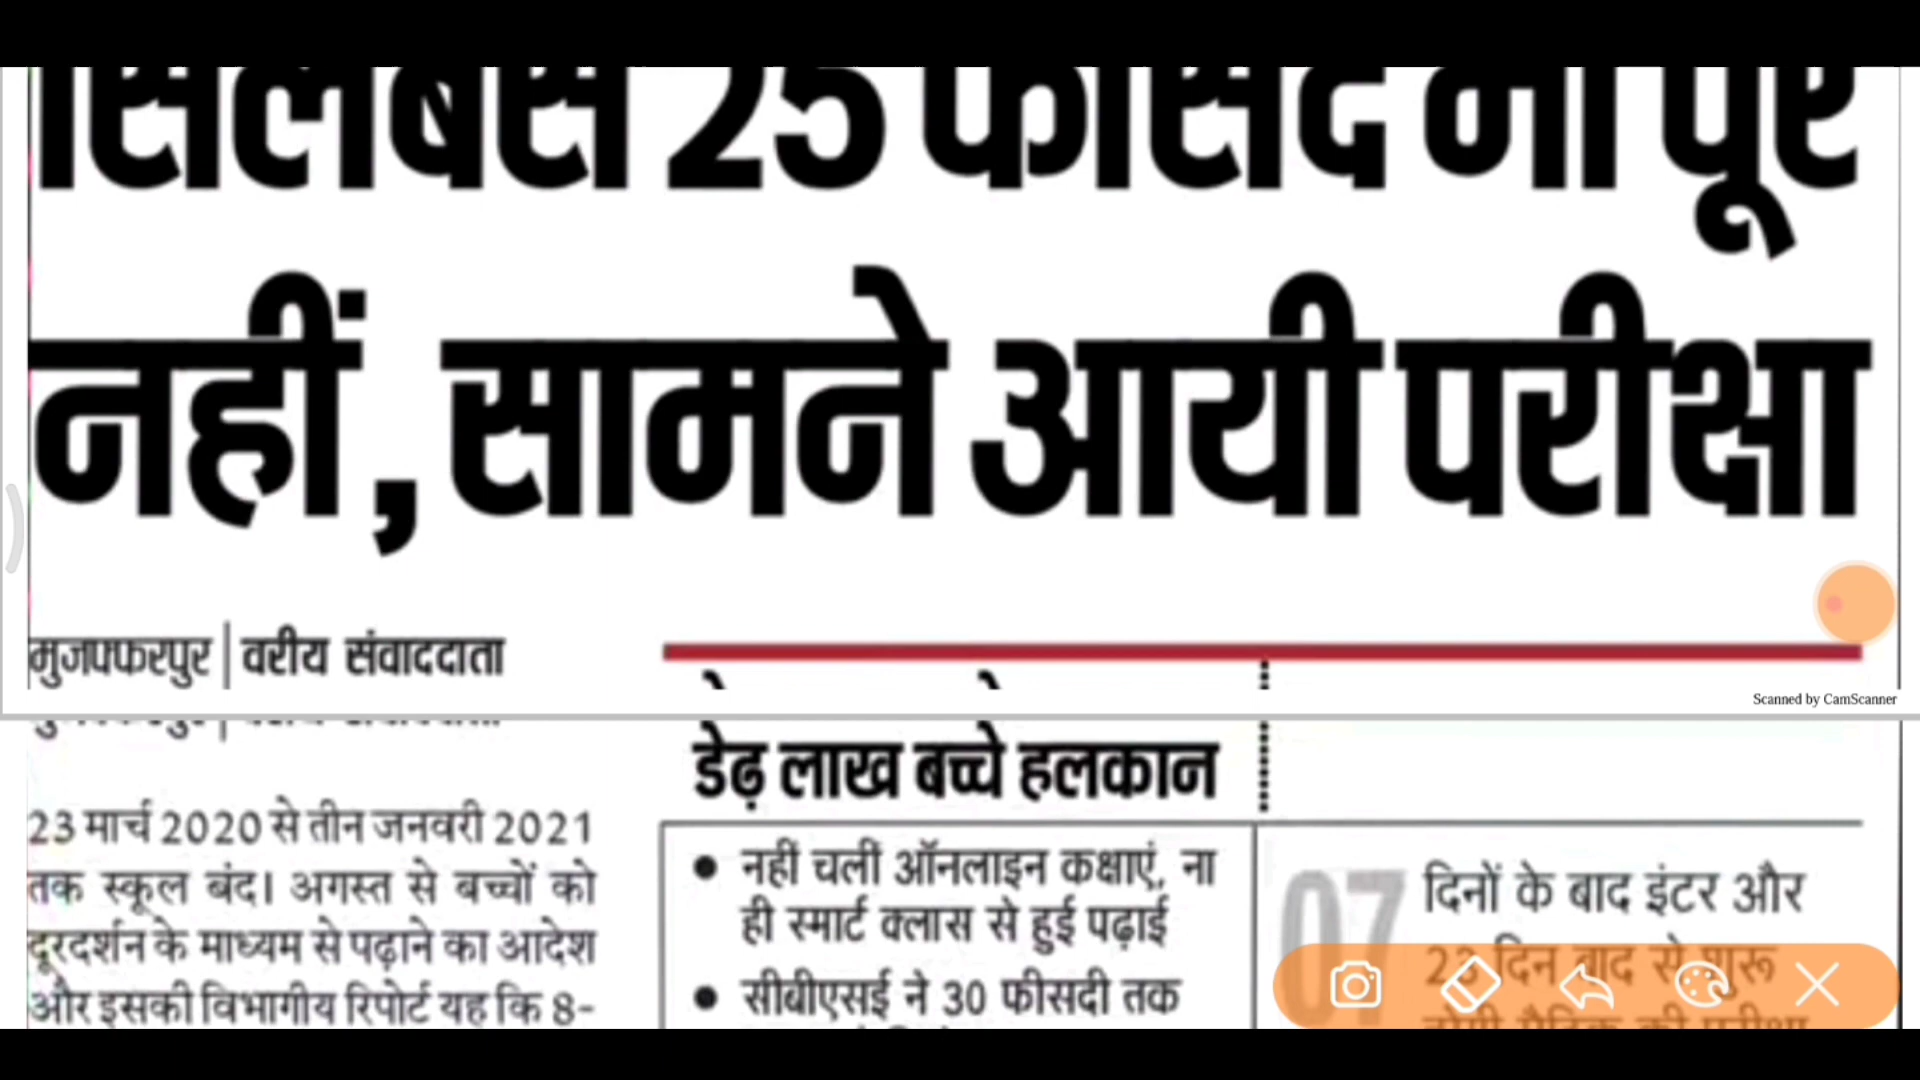 सिलेबस 25 फीसद भी पूरा
नहीं, सामने आयी परीक्षा
मुजफ्फरपुर | वरीय संवाददाता
Scanned by CamScanner
23 मार्च 2020 से तीन जनवरी 2021
तक स्कूल बंद। अगस्त से बच्चों को
दूरदर्शन के माध्यम से पढ़ाने का आदेश
और इसकी विभागीय रिपोर्ट यह कि 8-
डेढ़ लाख बच्चे हलकान
● नहीं चलीं ऑनलाइन कक्षाएं, ना
ही स्मार्ट क्लास से हुई पढ़ाई
● सीबीएसई ने 30 फीसदी तक
07 दिनों के बाद इंटर और
23 दिन बाद से शुरू
होगी मैट्रिक की परीक्षा